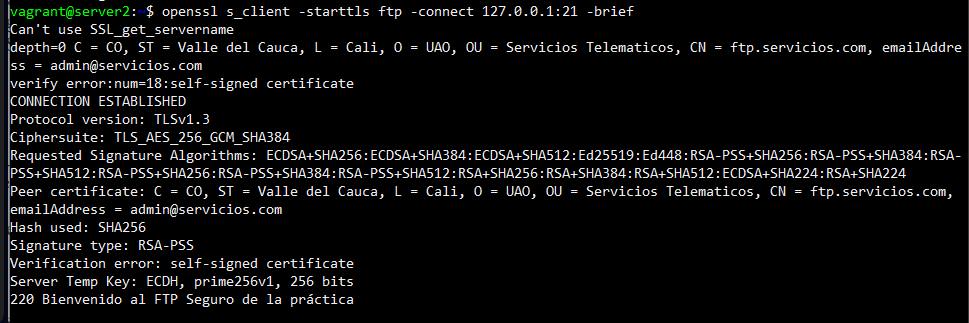 vagrant@server2:~$ openssl s_client -starttls ftp -connect 127.0.0.1:21 -brief
Can't use SSL_get_servername
depth=0 C = CO, ST = Valle del Cauca, L = Cali, O = UAO, OU = Servicios Telematicos, CN = ftp.servicios.com, emailAddre
ss = admin@servicios.com
verify error:num=18:self-signed certificate
CONNECTION ESTABLISHED
Protocol version: TLSv1.3
Ciphersuite: TLS_AES_256_GCM_SHA384
Requested Signature Algorithms: ECDSA+SHA256:ECDSA+SHA384:ECDSA+SHA512:Ed25519:Ed448:RSA-PSS+SHA256:RSA-PSS+SHA384:RSA-
PSS+SHA512:RSA-PSS+SHA256:RSA-PSS+SHA384:RSA-PSS+SHA512:RSA+SHA256:RSA+SHA384:RSA+SHA512:ECDSA+SHA224:RSA+SHA224
Peer certificate: C = CO, ST = Valle del Cauca, L = Cali, O = UAO, OU = Servicios Telematicos, CN = ftp.servicios.com,
emailAddress = admin@servicios.com
Hash used: SHA256
Signature type: RSA-PSS
Verification error: self-signed certificate
Server Temp Key: ECDH, prime256v1, 256 bits
220 Bienvenido al FTP Seguro de la práctica